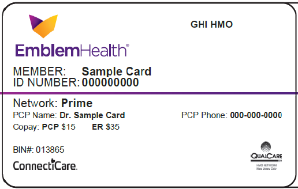 GHI HMO
EmblemHealth®
MEMBER: Sample Card
ID NUMBER: 000000000
Network: Prime
PCP Name: Dr. Sample Card PCP Phone: 000-000-0000
Copay: PCP $15 ER $35
BIN#: 013865
ConnectiCare.
QUALCARE